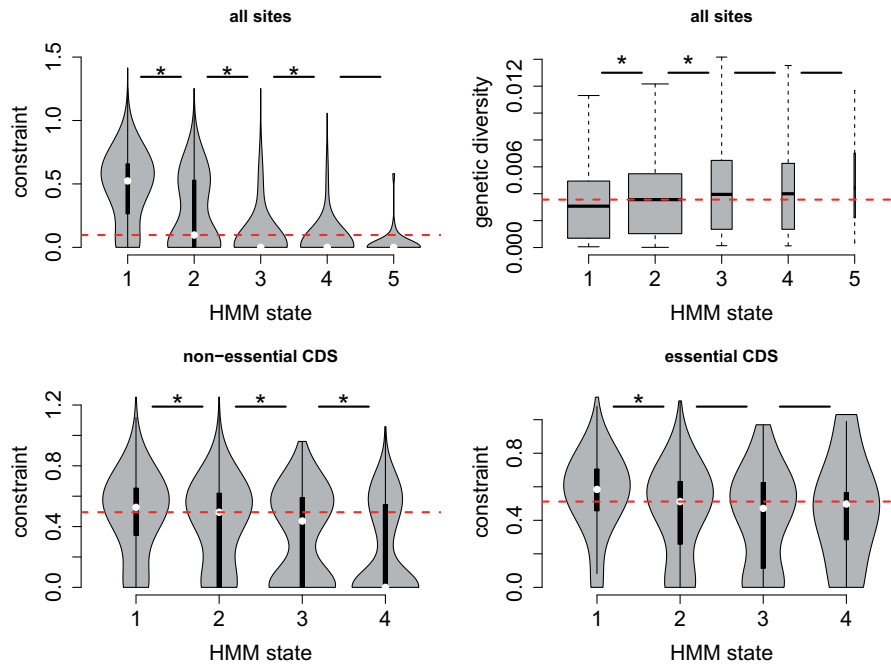 all sites
constraint
0.0 0.5 1.0 1.5
* * *
1 2 3 4 5
HMM state
all sites
genetic diversity
0.000 0.006 0.012
* *
1 2 3 4 5
HMM state
non−essential CDS
constraint
0.0 0.4 0.8 1.2
* * *
1 2 3 4
HMM state
essential CDS
constraint
0.0 0.4 0.8
*
1 2 3 4
HMM state